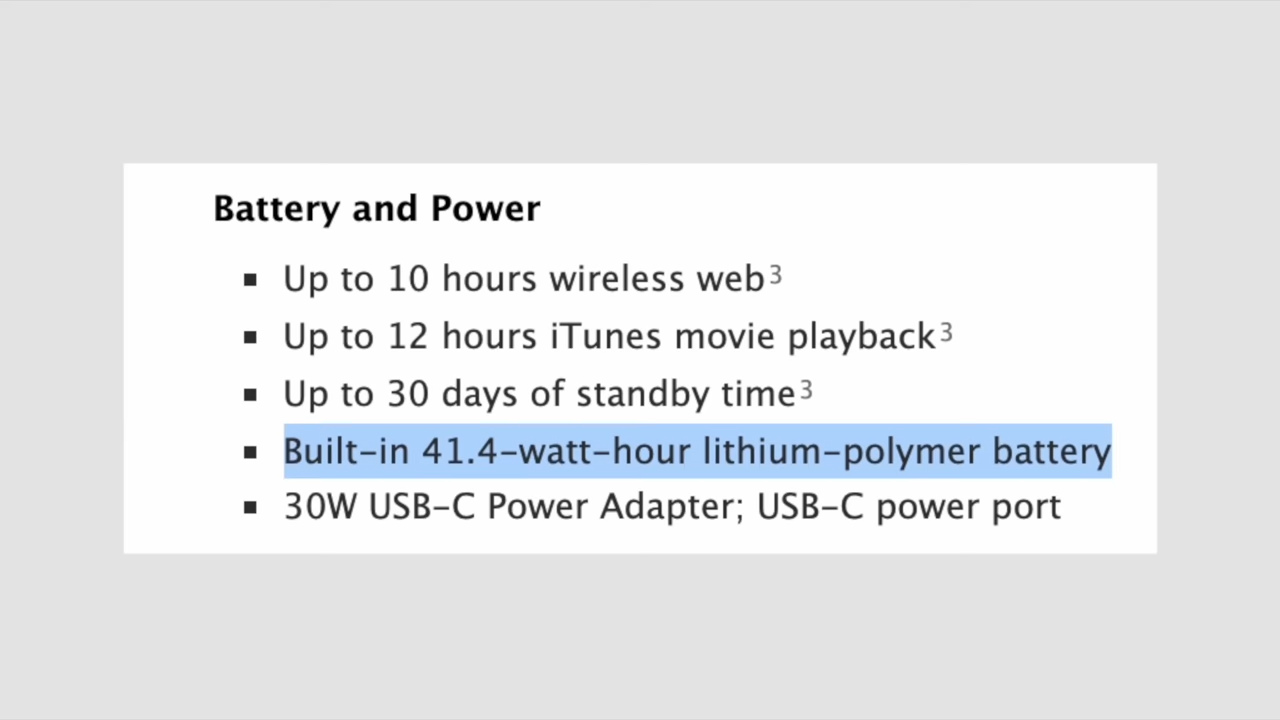 Battery and Power
▪ Up to 10 hours wireless web³
▪ Up to 12 hours iTunes movie playback³
▪ Up to 30 days of standby time³
▪ Built-in 41.4-watt-hour lithium-polymer battery
▪ 30W USB-C Power Adapter; USB-C power port